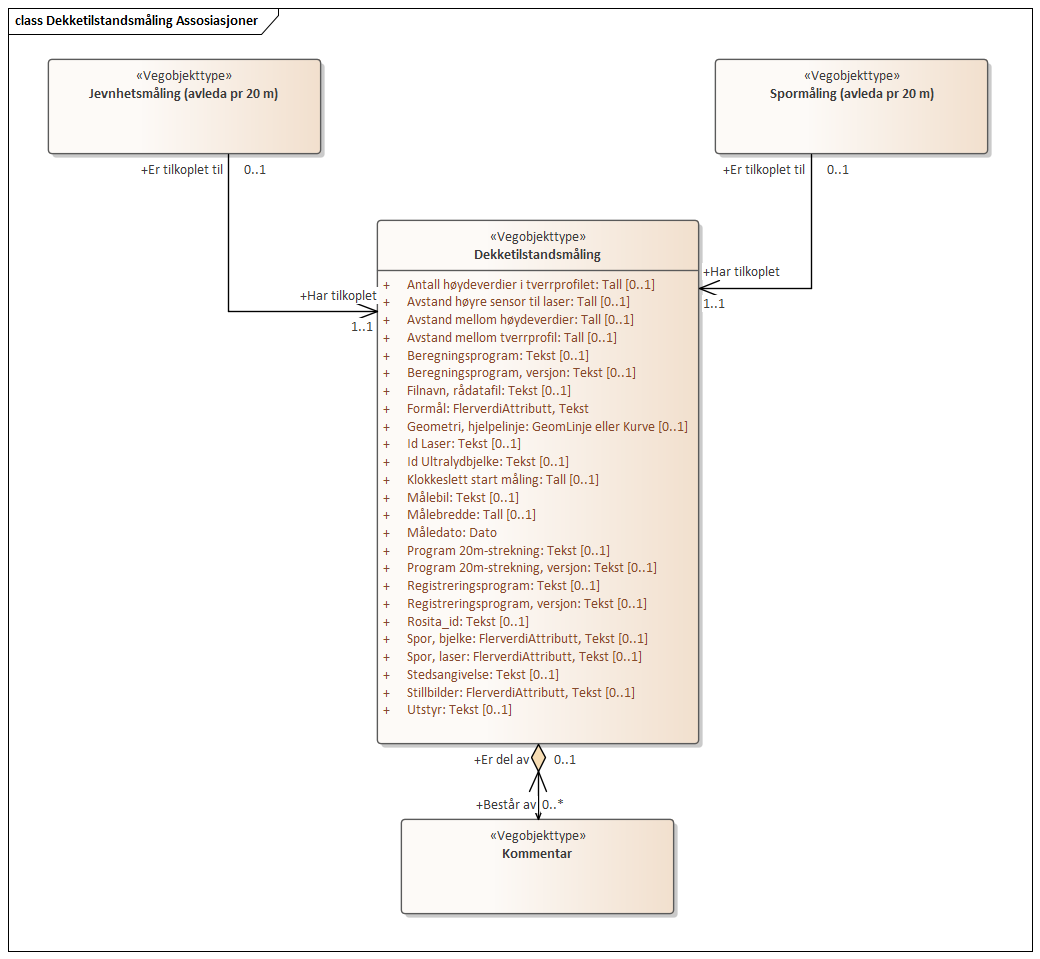 class Dekketilstandsmåling Assosiasjoner
«Vegobjekttype»
Jevnhetsmåling (avleda pr 20 m)
«Vegobjekttype»
Spormåling (avleda pr 20 m)
+Er tilkoplet til 0..1
+Er tilkoplet til 0..1
+Har tilkoplet
1..1
+Har tilkoplet
1..1
«Vegobjekttype»
Dekketilstandsmåling
+ Antall høydeverdier i tverrprofilet: Tall [0..1]
+ Avstand høyre sensor til laser: Tall [0..1]
+ Avstand mellom høydeverdier: Tall [0..1]
+ Avstand mellom tverrprofil: Tall [0..1]
+ Beregningsprogram: Tekst [0..1]
+ Beregningsprogram, versjon: Tekst [0..1]
+ Filnavn, rådatafil: Tekst [0..1]
+ Formål: FlerverdiAttributt, Tekst
+ Geometri, hjelpelinje: GeomLinje eller Kurve [0..1]
+ Id Laser: Tekst [0..1]
+ Id Ultralydbjelke: Tekst [0..1]
+ Klokkeslett start måling: Tall [0..1]
+ Målebil: Tekst [0..1]
+ Målebredde: Tall [0..1]
+ Måledato: Dato
+ Program 20m-strekning: Tekst [0..1]
+ Program 20m-strekning, versjon: Tekst [0..1]
+ Registreringsprogram: Tekst [0..1]
+ Registreringsprogram, versjon: Tekst [0..1]
+ Rosita_id: Tekst [0..1]
+ Spor, bjelke: FlerverdiAttributt, Tekst [0..1]
+ Spor, laser: FlerverdiAttributt, Tekst [0..1]
+ Stedsangivelse: Tekst [0..1]
+ Stillbilder: FlerverdiAttributt, Tekst [0..1]
+ Utstyr: Tekst [0..1]
+Er del av 0..1
+Består av 0..*
«Vegobjekttype»
Kommentar